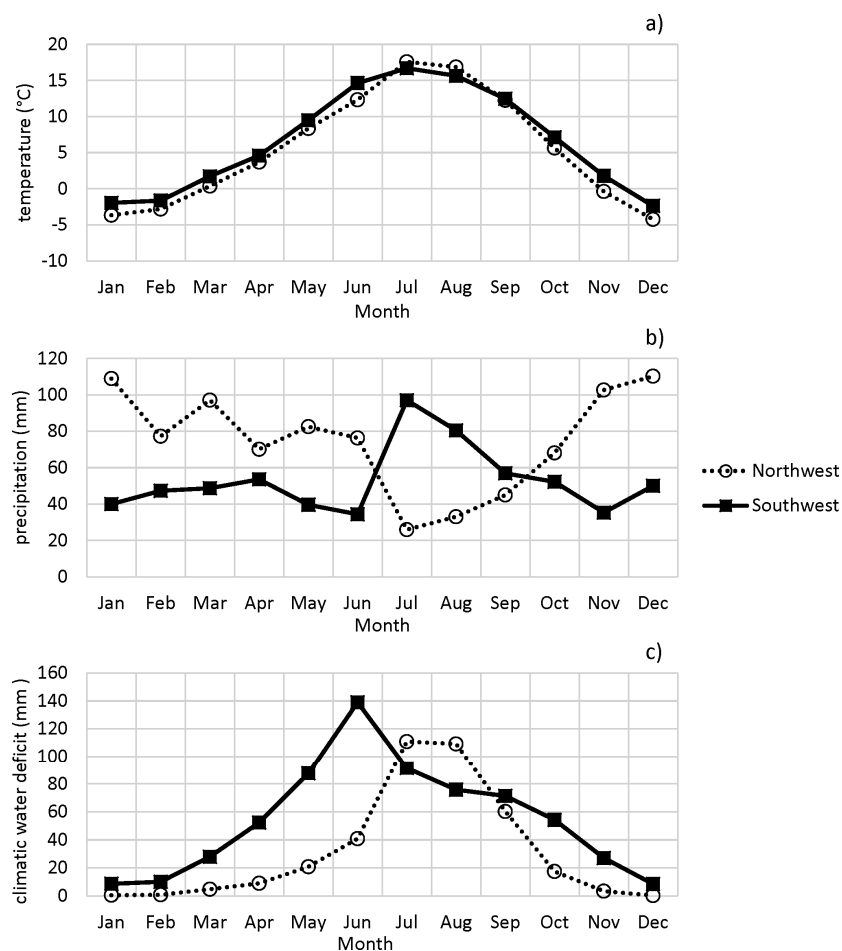 a)
20
15
10
5
0
-5
-10
temperature (°C)
Jan Feb Mar Apr May Jun Jul Aug Sep Oct Nov Dec
Month
b)
120
100
80
60
40
20
0
precipitation (mm)
Jan Feb Mar Apr May Jun Jul Aug Sep Oct Nov Dec
Month
Northwest
Southwest
c)
160
140
120
100
80
60
40
20
0
climatic water deficit (mm )
Jan Feb Mar Apr May Jun Jul Aug Sep Oct Nov Dec
Month